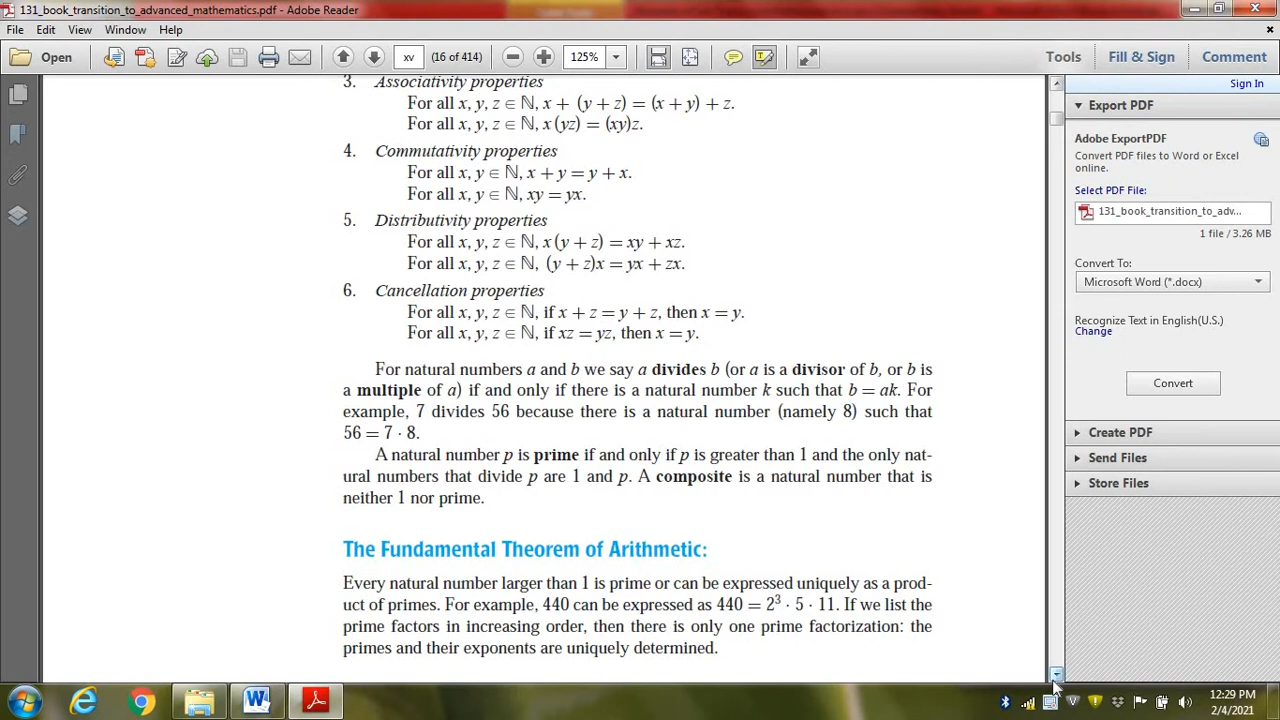 131_book_transition_to_advanced_mathematics.pdf - Adobe Reader
File Edit View Window Help
Open xv (16 of 414) 125% Tools Fill & Sign Comment
3. Associativity properties
For all x, y, z ∈ ℕ, x + (y + z) = (x + y) + z.
For all x, y, z ∈ ℕ, x(yz) = (xy)z.
4. Commutativity properties
For all x, y ∈ ℕ, x + y = y + x.
For all x, y ∈ ℕ, xy = yx.
5. Distributivity properties
For all x, y, z ∈ ℕ, x(y + z) = xy + xz.
For all x, y, z ∈ ℕ, (y + z)x = yx + zx.
6. Cancellation properties
For all x, y, z ∈ ℕ, if x + z = y + z, then x = y.
For all x, y, z ∈ ℕ, if xz = yz, then x = y.
For natural numbers a and b we say a divides b (or a is a divisor of b, or b is
a multiple of a) if and only if there is a natural number k such that b = ak. For
example, 7 divides 56 because there is a natural number (namely 8) such that
56 = 7 · 8.
A natural number p is prime if and only if p is greater than 1 and the only nat-
ural numbers that divide p are 1 and p. A composite is a natural number that is
neither 1 nor prime.
The Fundamental Theorem of Arithmetic:
Every natural number larger than 1 is prime or can be expressed uniquely as a prod-
uct of primes. For example, 440 can be expressed as 440 = 2³ · 5 · 11. If we list the
prime factors in increasing order, then there is only one prime factorization: the
primes and their exponents are uniquely determined.
Sign In
Export PDF
Adobe ExportPDF
Convert PDF files to Word or Excel
online.
Select PDF File:
131_book_transition_to_adv...
1 file / 3.26 MB
Convert To:
Microsoft Word (*.docx)
Recognize Text in English(U.S.)
Change
Convert
Create PDF
Send Files
Store Files
12:29 PM
2/4/2021